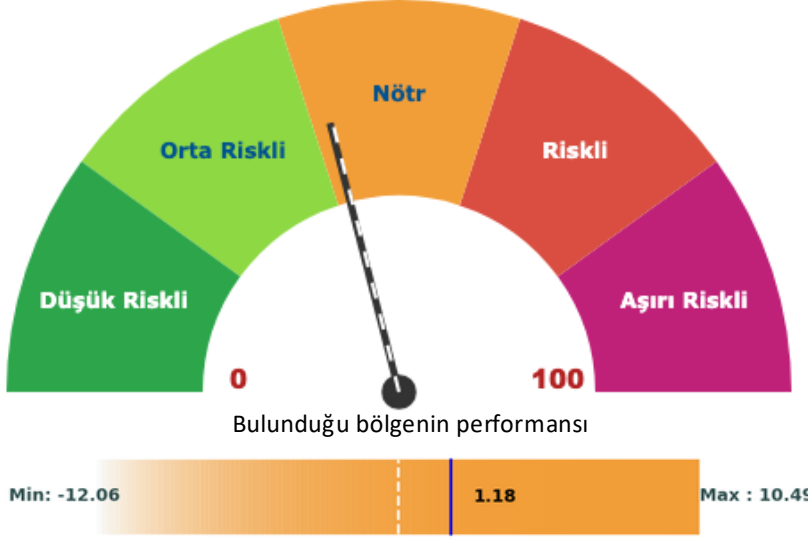 Nötr
Orta Riskli
Riskli
Düşük Riskli
Aşırı Riskli
0
100
Bulunduğu bölgenin performansı
Min: -12.06
1.18
Max : 10.49